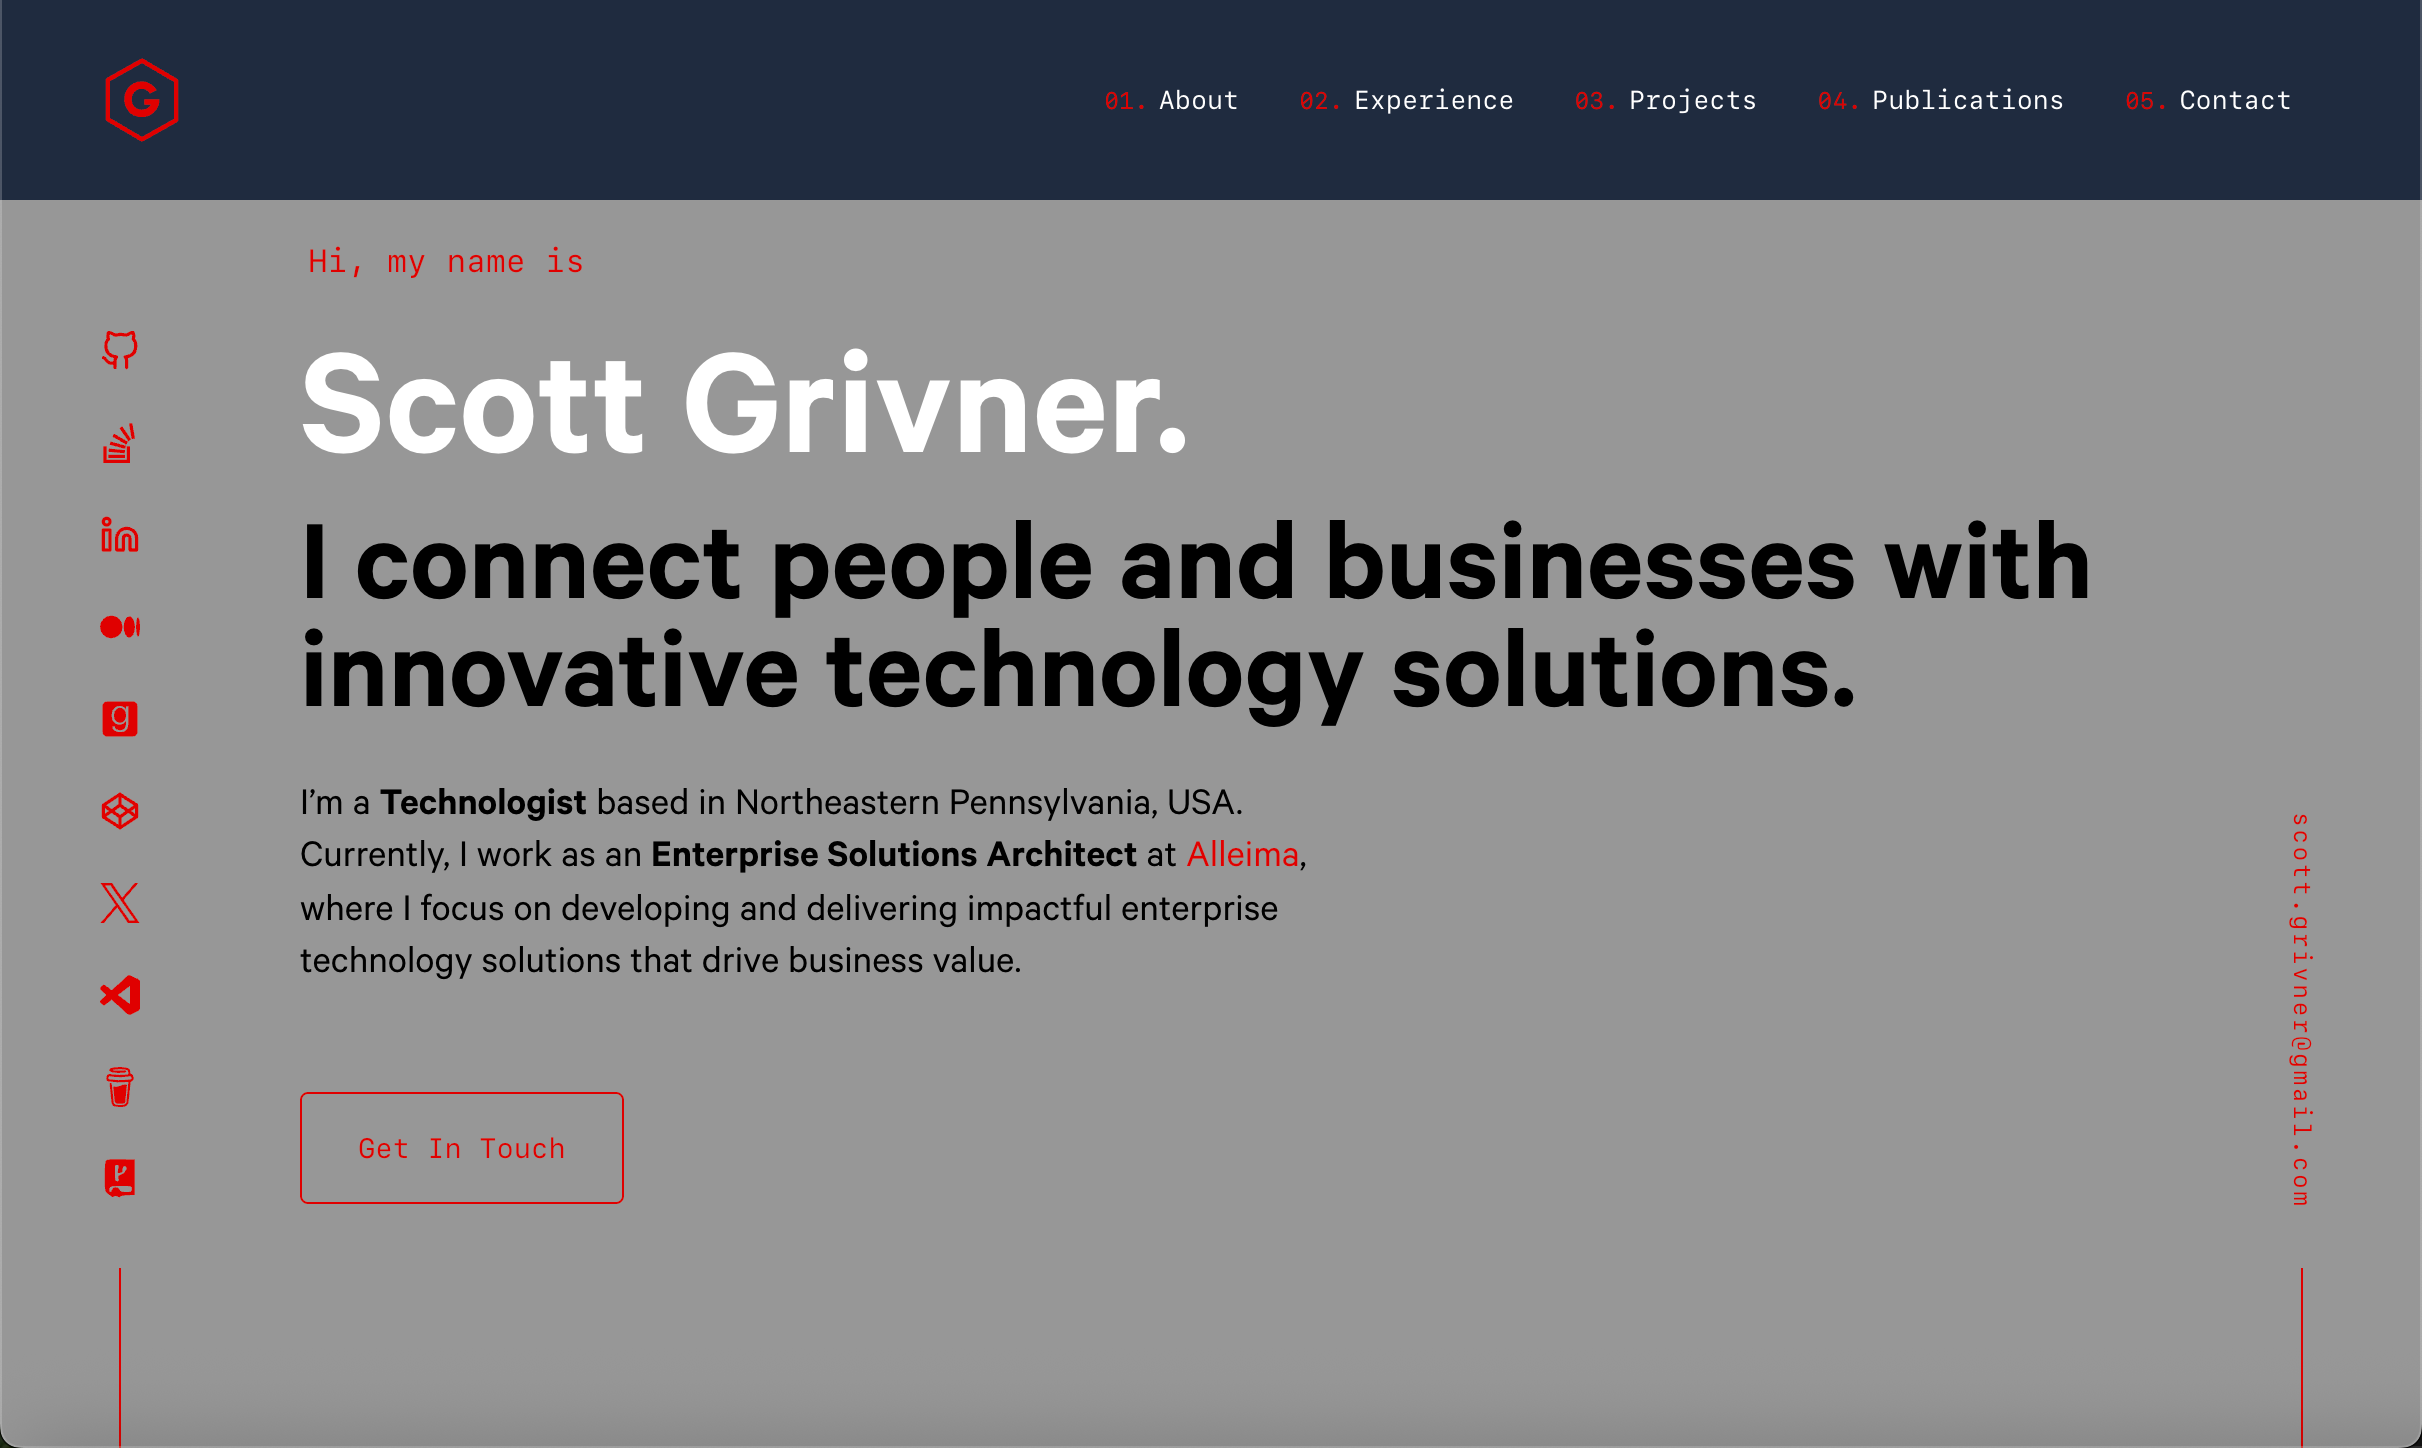 G
01. About 02. Experience 03. Projects 04. Publications 05. Contact
Hi, my name is
Scott Grivner.
I connect people and businesses with
innovative technology solutions.
I’m a Technologist based in Northeastern Pennsylvania, USA.
Currently, I work as an Enterprise Solutions Architect at Alleima,
where I focus on developing and delivering impactful enterprise
technology solutions that drive business value.
Get In Touch
in
g
scott.grivner@gmail.com